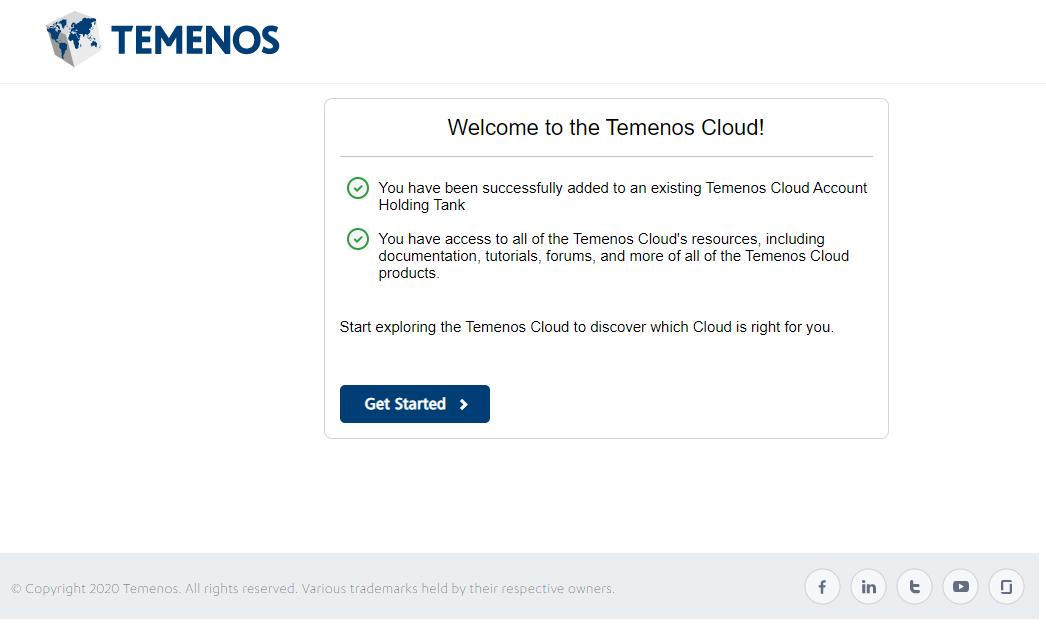 TEMENOS
Welcome to the Temenos Cloud!
You have been successfully added to an existing Temenos Cloud Account
Holding Tank
You have access to all of the Temenos Cloud's resources, including
documentation, tutorials, forums, and more of all of the Temenos Cloud
products.
Start exploring the Temenos Cloud to discover which Cloud is right for you.
Get Started
© Copyright 2020 Temenos. All rights reserved. Various trademarks held by their respective owners.